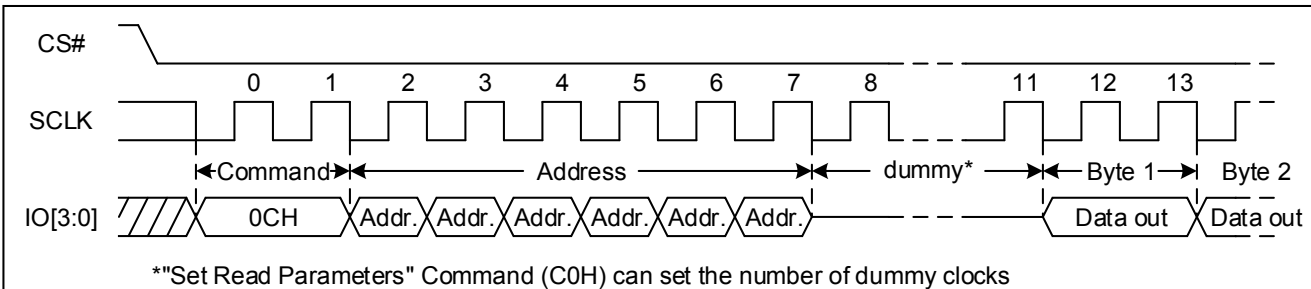 CS#
0 1 2 3 4 5 6 7 8 11 12 13
SCLK
Command Address dummy* Byte 1 Byte 2
IO[3:0] 0CH Addr. Addr. Addr. Addr. Addr. Addr. Data out Data out
*"Set Read Parameters" Command (C0H) can set the number of dummy clocks